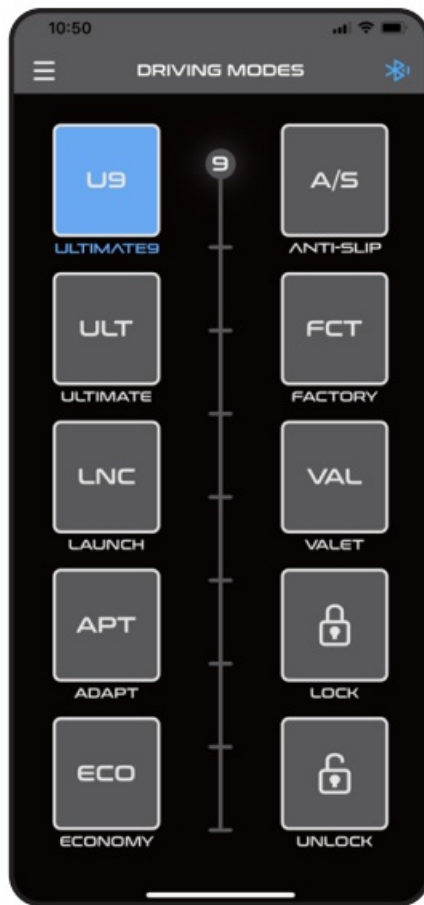 10:50
DRIVING MODES
U9
9
A/S
ULTIMATE9
ANTI-SLIP
ULT
FCT
ULTIMATE
FACTORY
LNC
VAL
LAUNCH
VALET
APT
ADAPT
LOCK
ECO
ECONOMY
UNLOCK